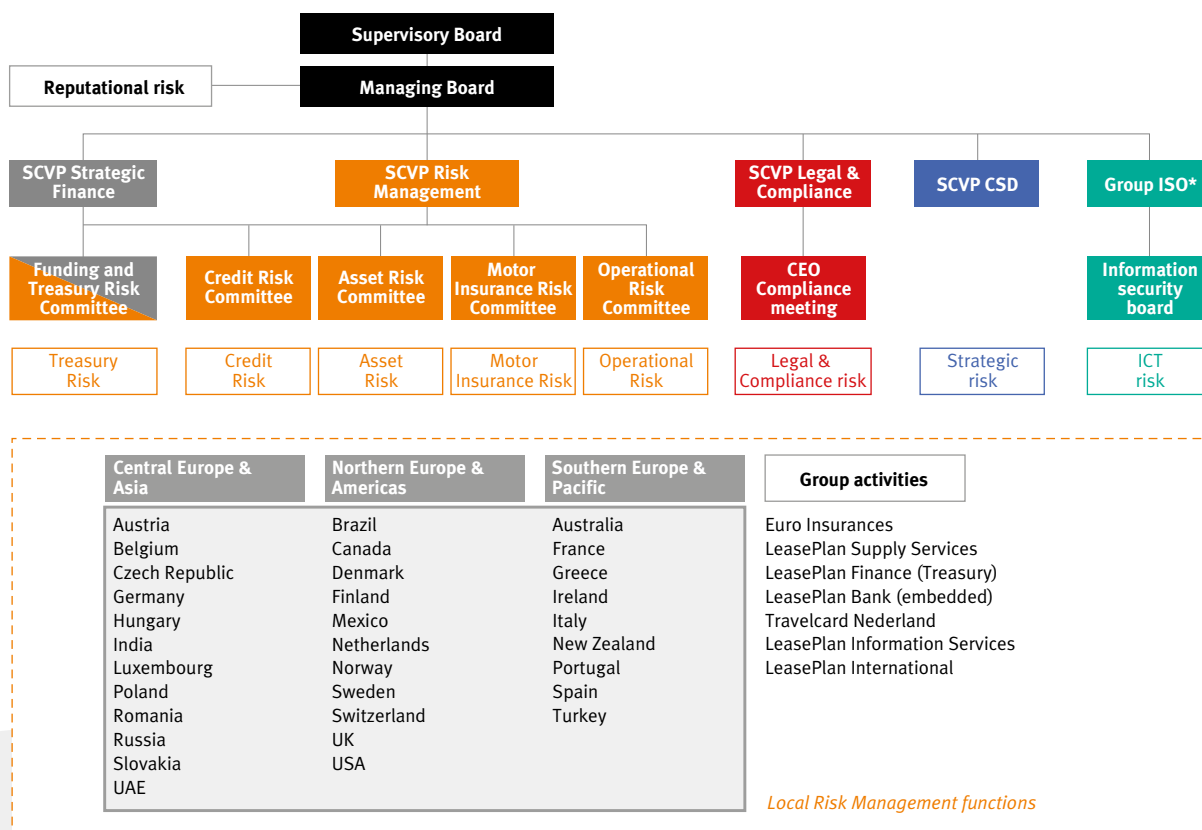 Supervisory Board
Reputational risk
Managing Board
SCVP Strategic
Finance
SCVP Risk
Management
SCVP Legal &
Compliance
SCVP CSD
Group ISO*
Funding and
Treasury Risk
Committee
Credit Risk
Committee
Asset Risk
Committee
Motor
Insurance Risk
Committee
Operational
Risk
Committee
CEO
Compliance
meeting
Information
security
board
Treasury
Risk
Credit
Risk
Asset
Risk
Motor
Insurance Risk
Operational
Risk
Legal &
Compliance risk
Strategic
risk
ICT
risk
Central Europe &
Asia
Austria
Belgium
Czech Republic
Germany
Hungary
India
Luxembourg
Poland
Romania
Russia
Slovakia
UAE
Northern Europe &
Americas
Brazil
Canada
Denmark
Finland
Mexico
Netherlands
Norway
Sweden
Switzerland
UK
USA
Southern Europe &
Pacific
Australia
France
Greece
Ireland
Italy
New Zealand
Portugal
Spain
Turkey
Group activities
Euro Insurances
LeasePlan Supply Services
LeasePlan Finance (Treasury)
LeasePlan Bank (embedded)
Travelcard Nederland
LeasePlan Information Services
LeasePlan International
Local Risk Management functions